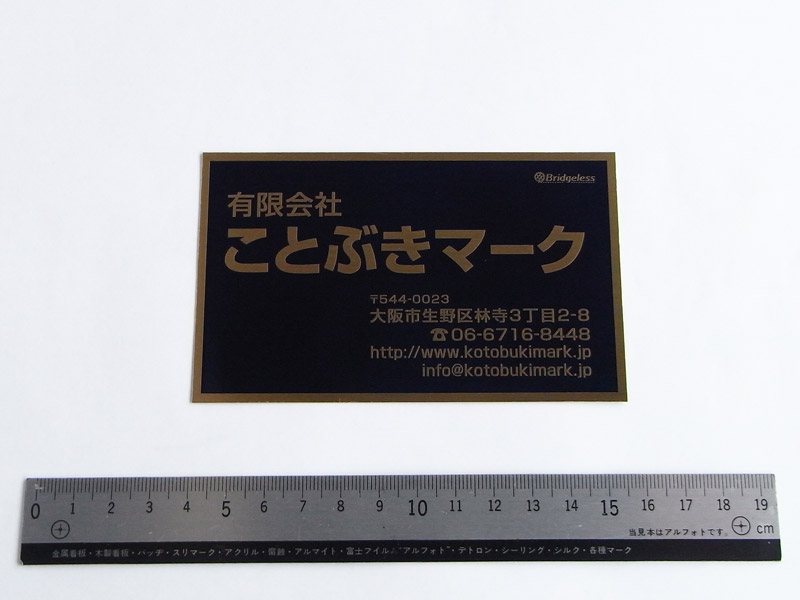 Bridgeless
有限会社
ことぶきマーク
〒544-0023
大阪市生野区林寺3丁目2-8
☎06-6716-8448
http://www.kotobukimark.jp
info@kotobukimark.jp
0 1 2 3 4 5 6 7 8 9 10 11 12 13 14 15 16 17 18 19
当見本はアルフォトです。 cm
金属看板・木製看板・バッヂ・スリマーク・アクリル・腐蝕・アルマイト・富士フイルム"アルフォト"・デトロン・シーリング・シルク・各種マーク